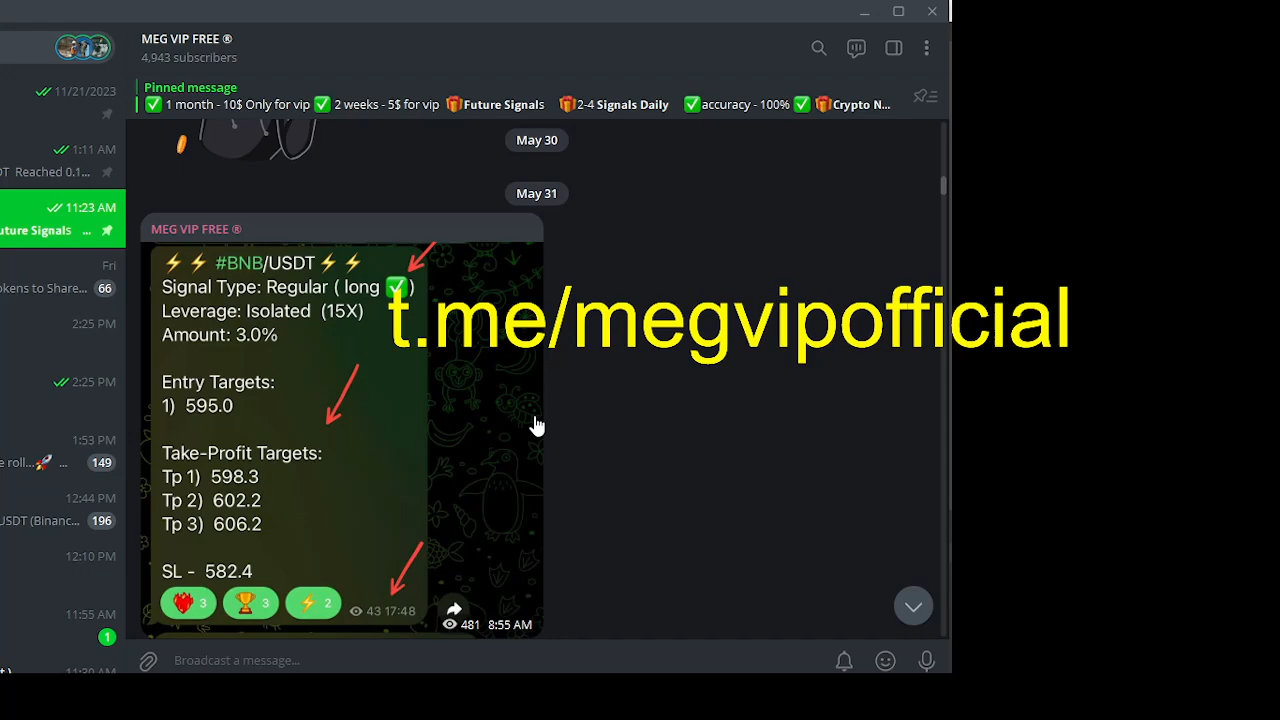 MEG VIP FREE ®
4,943 subscribers
Pinned message
✅ 1 month - 10$ Only for vip ✅ 2 weeks - 5$ for vip 🎁Future Signals 🎁2-4 Signals Daily ✅accuracy - 100% ✅ 🎁Crypto N...
11/21/2023
1:11 AM
DT Reached 0.1...
11:23 AM
uture Signals ...
Fri
okens to Share... 66
2:25 PM
2:25 PM
1:53 PM
e roll...🚀 ... 149
12:44 PM
USDT (Binanc... 196
12:10 PM
11:55 AM
1
11:30 AM
May 30
May 31
MEG VIP FREE ®
⚡⚡ #BNB/USDT⚡⚡
Signal Type: Regular ( long ✅)
Leverage: Isolated (15X)
Amount: 3.0%
t.me/megvipofficial
Entry Targets:
1) 595.0
Take-Profit Targets:
Tp 1) 598.3
Tp 2) 602.2
Tp 3) 606.2
SL - 582.4
3 3 2 43 17:48
481 8:55 AM
Broadcast a message...